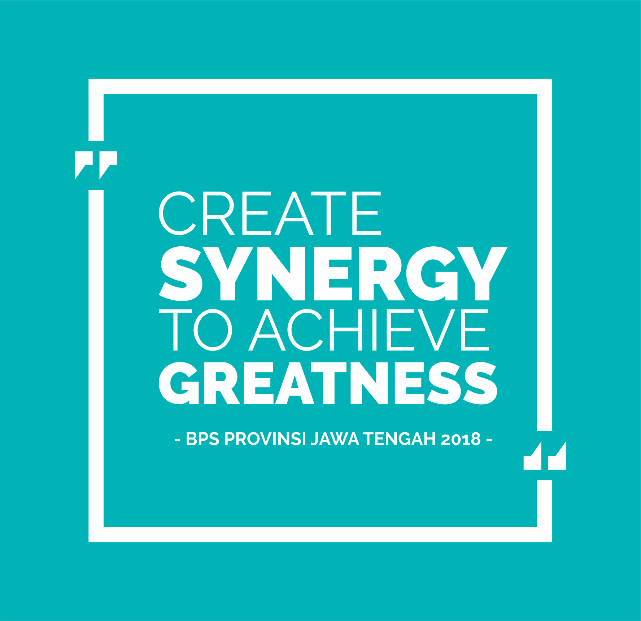 CREATE
SYNERGY
TO ACHIEVE
GREATNESS
- BPS PROVINSI JAWA TENGAH 2018 -